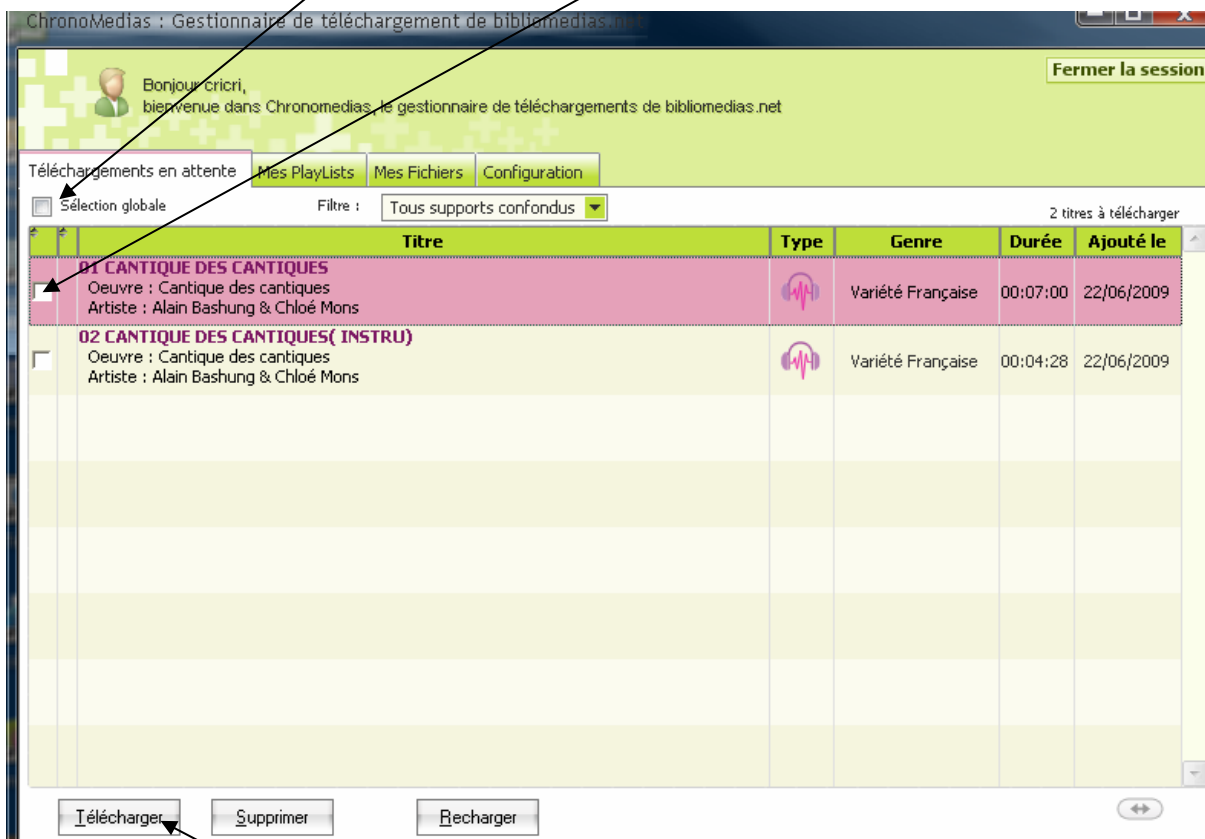 ChronoMedias : Gestionnaire de téléchargement de bibliomedias.net
Fermer la session
Bonjour cricri,
bienvenue dans Chronomedias, le gestionnaire de téléchargements de bibliomedias.net
Téléchargements en attente Mes PlayLists Mes Fichiers Configuration
Sélection globale Filtre : Tous supports confondus 2 titres à télécharger
Titre Type Genre Durée Ajouté le
01 CANTIQUE DES CANTIQUES
Oeuvre : Cantique des cantiques
Artiste : Alain Bashung & Chloé Mons
Variété Française 00:07:00 22/06/2009
02 CANTIQUE DES CANTIQUES( INSTRU)
Oeuvre : Cantique des cantiques
Artiste : Alain Bashung & Chloé Mons
Variété Française 00:04:28 22/06/2009
Télécharger Supprimer Recharger